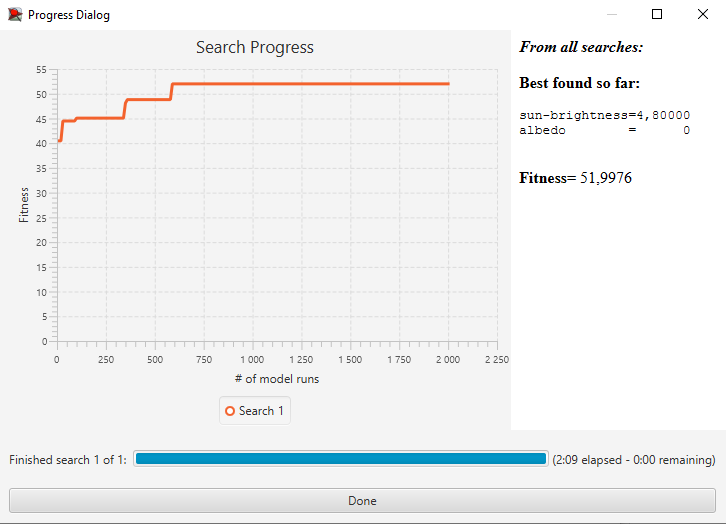 Progress Dialog
Search Progress
55
50
45
40
35
30
25
20
15
10
5
0
Fitness
0 250 500 750 1 000 1 250 1 500 1 750 2 000 2 250
# of model runs
Search 1
From all searches:
Best found so far:
sun-brightness=4,80000
albedo        =      0
Fitness= 51,9976
Finished search 1 of 1: (2:09 elapsed - 0:00 remaining)
Done